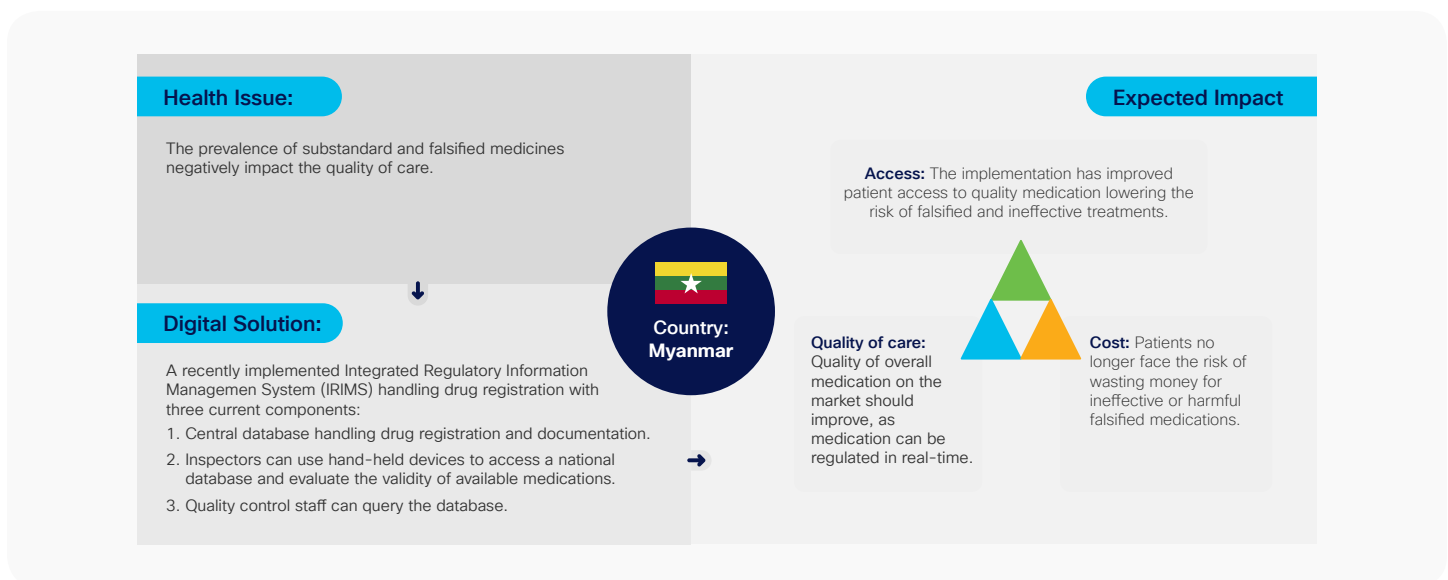 Health Issue:
The prevalence of substandard and falsified medicines
negatively impact the quality of care.
Digital Solution:
A recently implemented Integrated Regulatory Information
Managemen System (IRIMS) handling drug registration with
three current components:
1. Central database handling drug registration and documentation.
2. Inspectors can use hand-held devices to access a national
database and evaluate the validity of available medications.
3. Quality control staff can query the database.
Country:
Myanmar
Expected Impact
Access: The implementation has improved
patient access to quality medication lowering the
risk of falsified and ineffective treatments.
Quality of care:
Quality of overall
medication on the
market should
improve, as
medication can be
regulated in real-time.
Cost: Patients no
longer face the risk of
wasting money for
ineffective or harmful
falsified medications.